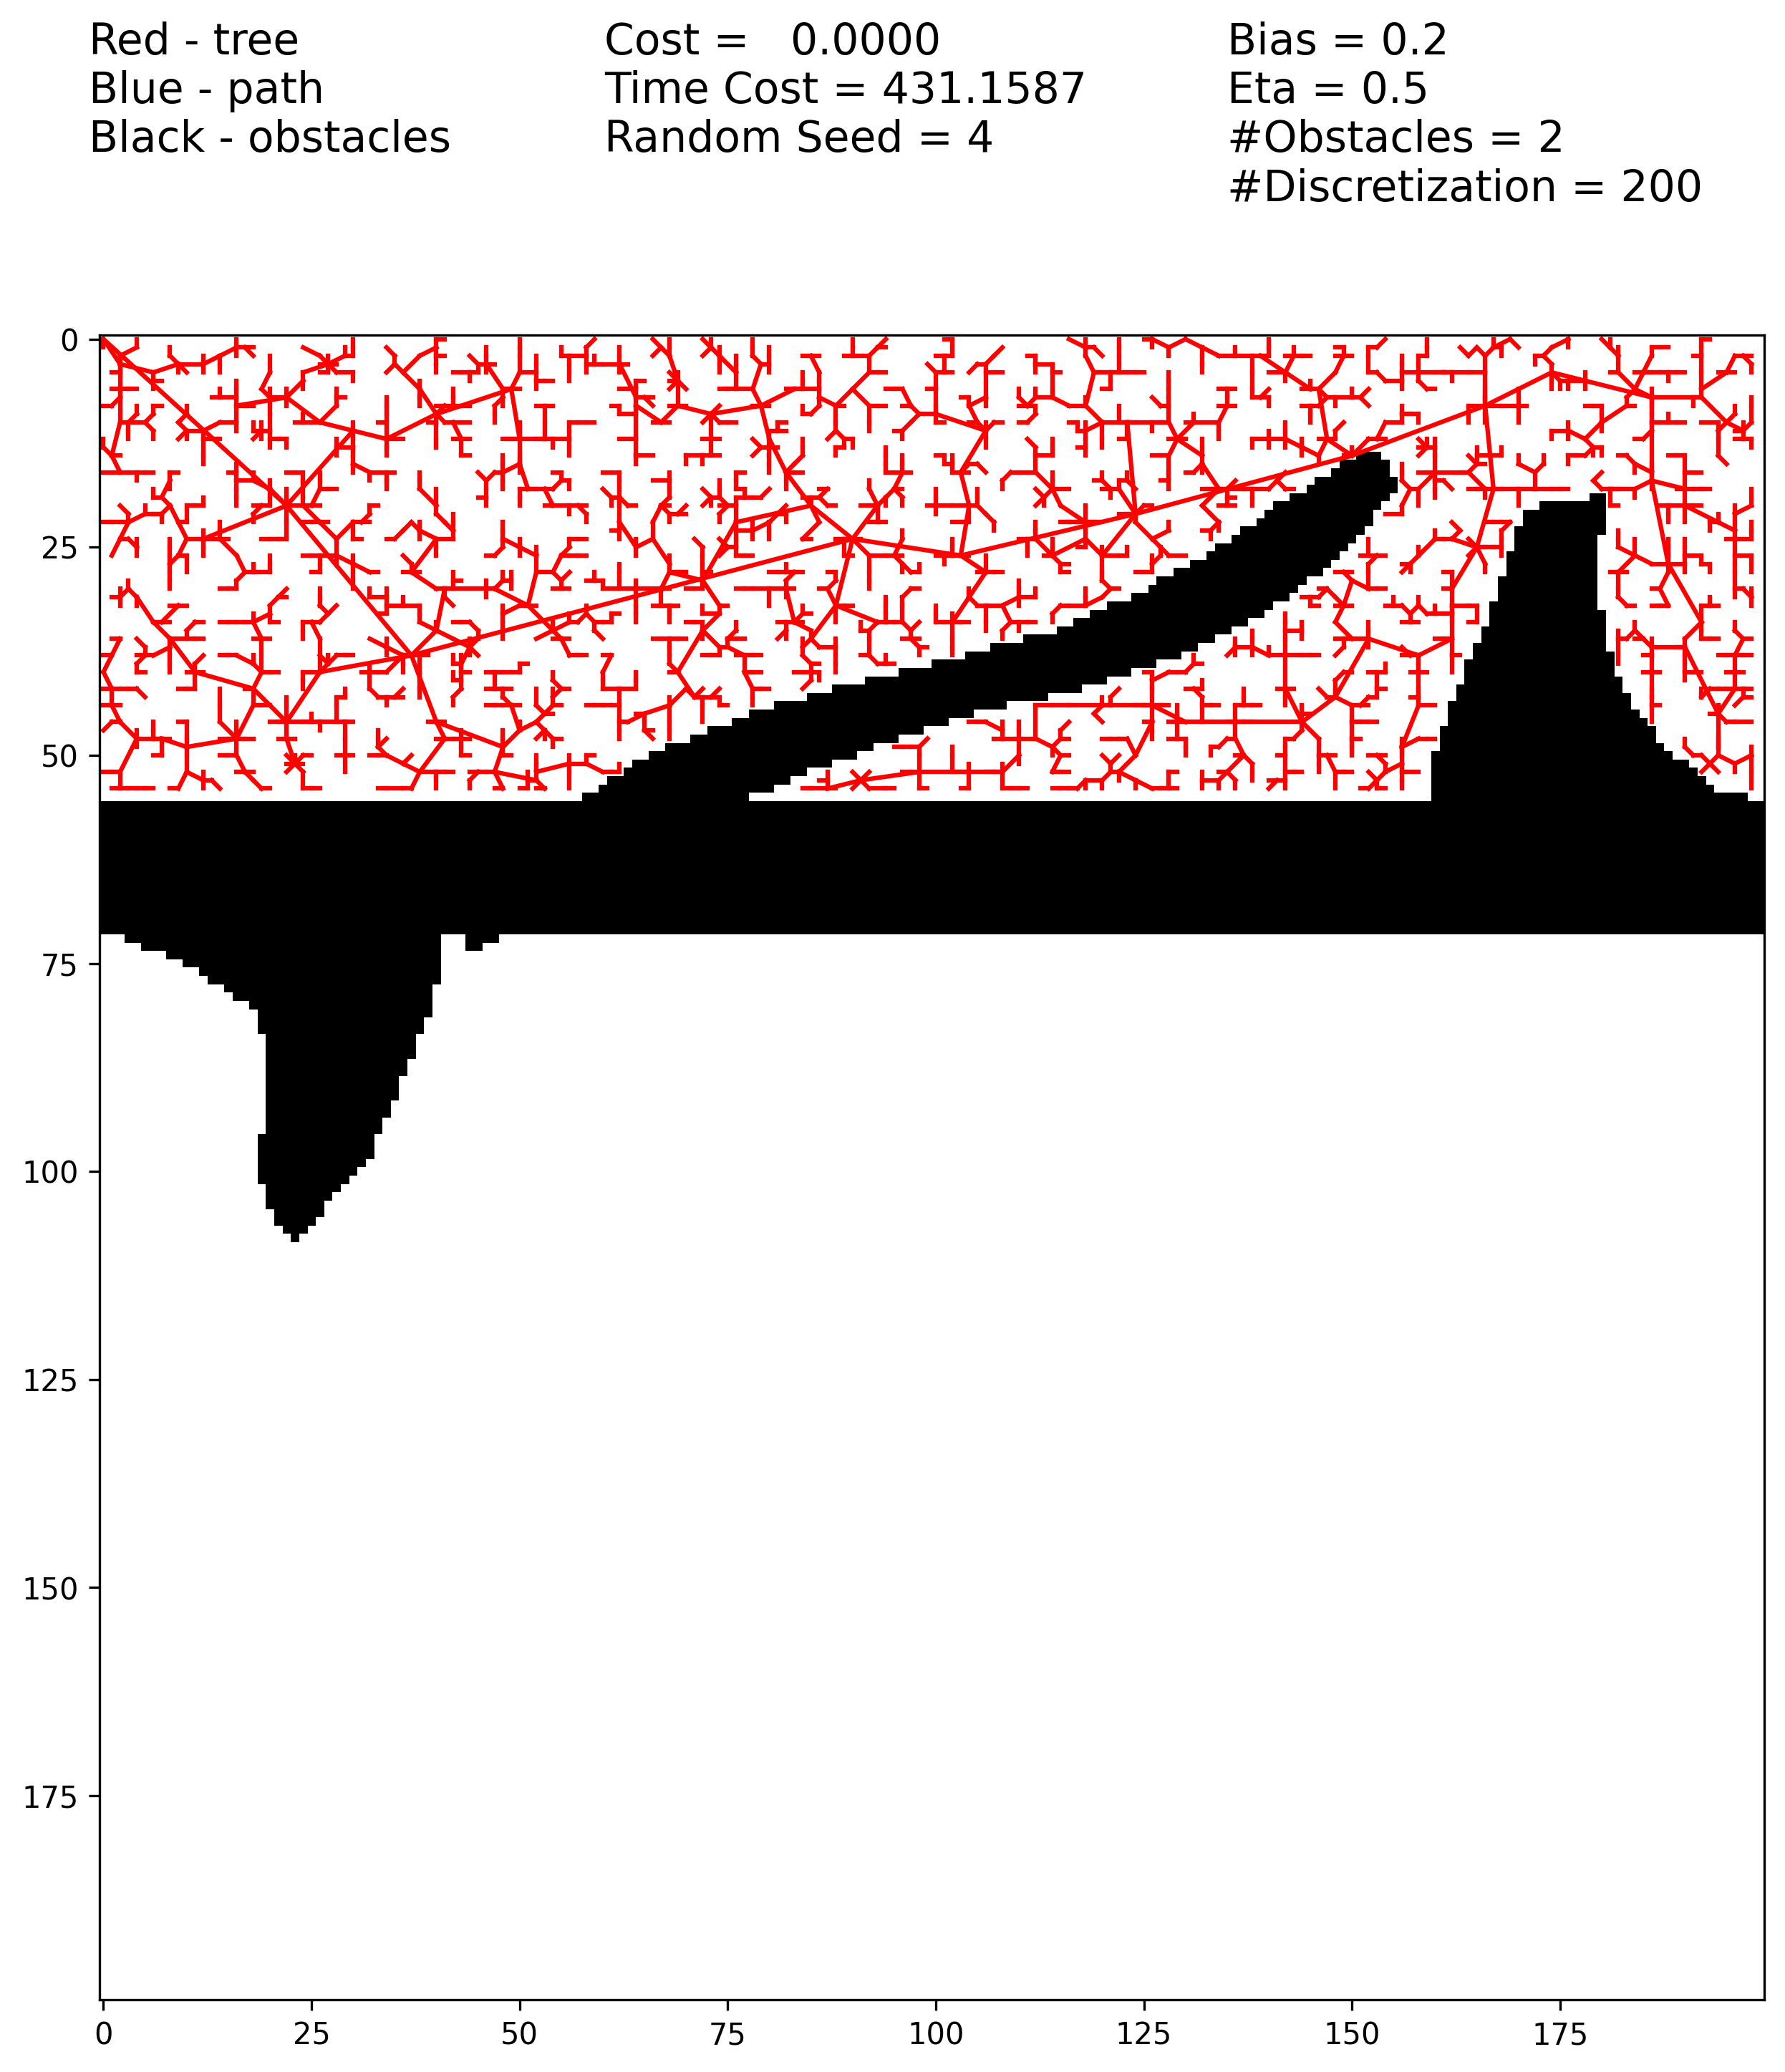 Red - tree
Blue - path
Black - obstacles
Cost =   0.0000
Time Cost = 431.1587
Random Seed = 4
Bias = 0.2
Eta = 0.5
#Obstacles = 2
#Discretization = 200
0
25
50
75
100
125
150
175
0
25
50
75
100
125
150
175